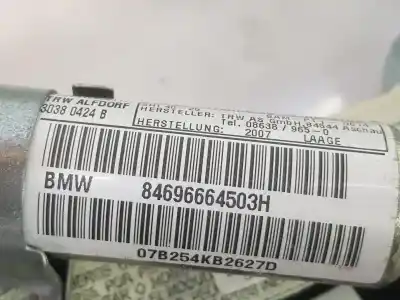 TRW ALFDORF
3038 0424 B
HERSTELLER: TRW AS GmbH, Aschau
Tel. 08638 / 965-0
HERSTELLUNG: 2007 LAAGE
BMW 84696664503H
07B254KB2627D